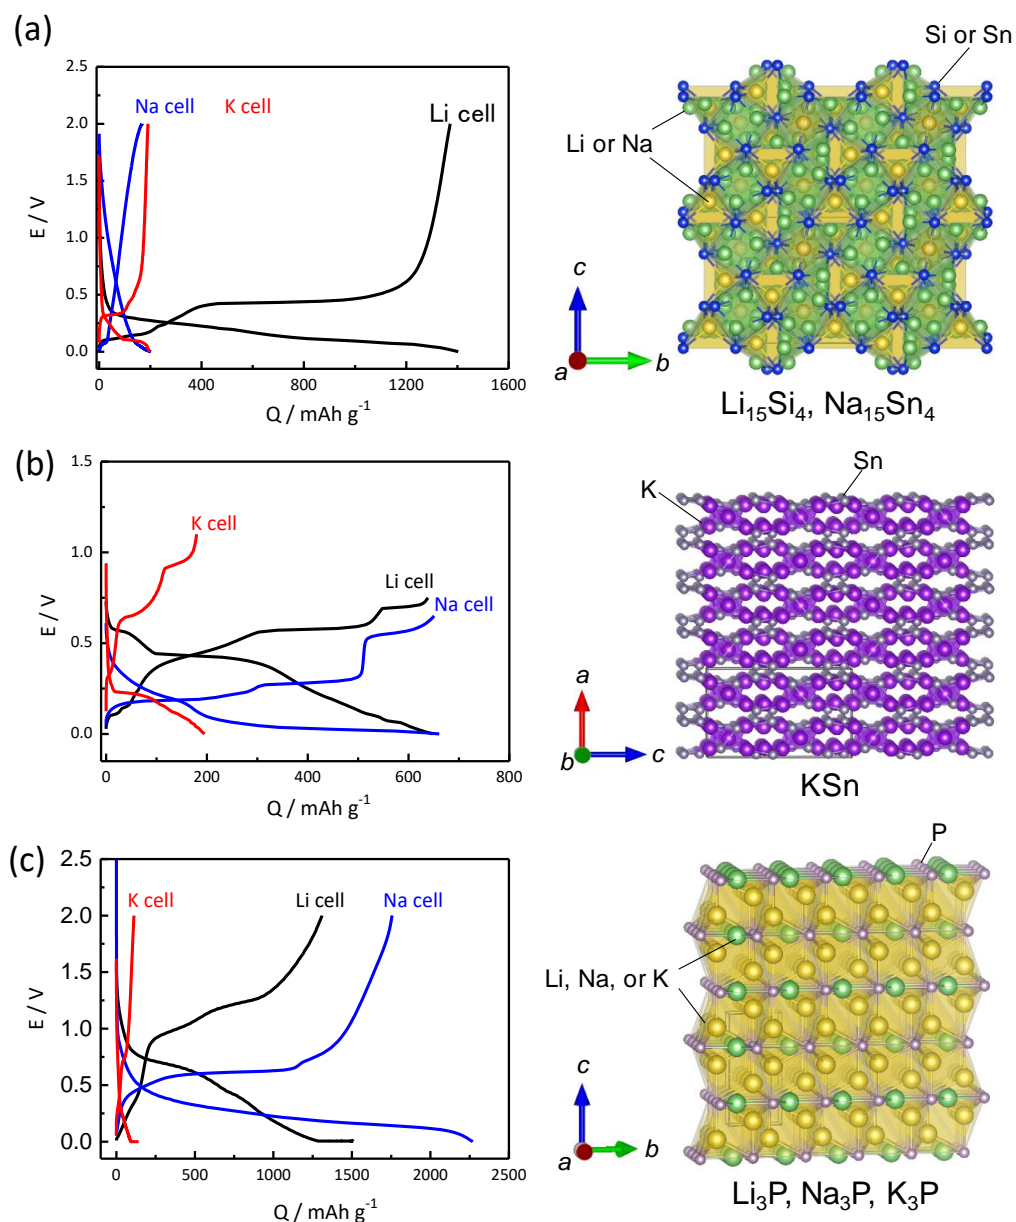 (a)
2.5
2.0
1.5
1.0
0.5
0.0
E / V
Na cell
K cell
Li cell
0
400
800
1200
1600
Q / mAh g⁻¹
Si or Sn
Li or Na
c
a
b
Li₁₅Si₄, Na₁₅Sn₄
(b)
1.5
1.0
0.5
0.0
E / V
K cell
Li cell
Na cell
0
200
400
600
800
Q / mAh g⁻¹
Sn
K
a
b
c
KSn
(c)
2.5
2.0
1.5
1.0
0.5
0.0
E / V
K cell
Li cell
Na cell
0
500
1000
1500
2000
2500
Q / mAh g⁻¹
P
Li, Na, or K
c
a
b
Li₃P, Na₃P, K₃P